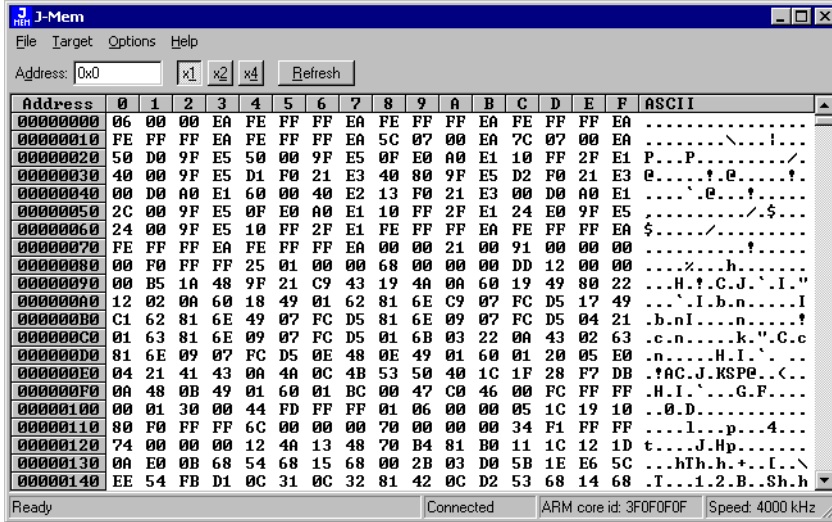 J-Mem
File Target Options Help
Address: 0x0 x1 x2 x4 Refresh
Address 0 1 2 3 4 5 6 7 8 9 A B C D E F ASCII
00000000 06 00 00 EA FE FF FF EA FE FF FF EA FE FF FF EA ................
00000010 FE FF FF EA FE FF FF EA 5C 07 00 EA 7C 07 00 EA ........\...|...
00000020 50 D0 9F E5 50 00 9F E5 0F E0 A0 E1 10 FF 2F E1 P...P........./.
00000030 40 00 9F E5 D1 F0 21 E3 40 80 9F E5 D2 F0 21 E3 @.....!.@.....!.
00000040 00 D0 A0 E1 60 00 40 E2 13 F0 21 E3 00 D0 A0 E1 ....`.@...!.....
00000050 2C 00 9F E5 0F E0 A0 E1 10 FF 2F E1 24 E0 9F E5 ,........./.$...
00000060 24 00 9F E5 10 FF 2F E1 FE FF FF EA FE FF FF EA $...../.........
00000070 FE FF FF EA FE FF FF EA 00 00 21 00 91 00 00 00 ..........!.....
00000080 00 F0 FF FF 25 01 00 00 68 00 00 00 DD 12 00 00 ....%...h.......
00000090 00 B5 1A 48 9F 21 C9 43 19 4A 0A 60 19 49 80 22 ...H.!.C.J.`.I."
000000A0 12 02 0A 60 18 49 01 62 81 6E C9 07 FC D5 17 49 ...`.I.b.n.....I
000000B0 C1 62 81 6E 49 07 FC D5 81 6E 09 07 FC D5 04 21 .b.nI....n.....!
000000C0 01 63 81 6E 09 07 FC D5 01 6B 03 22 0A 43 02 63 .c.n.....k.".C.c
000000D0 81 6E 09 07 FC D5 0E 48 0E 49 01 60 01 20 05 E0 .n.....H.I.`. ..
000000E0 04 21 41 43 0A 4A 0C 4B 53 50 40 1C 1F 28 F7 DB .!AC.J.KSP@..(..
000000F0 0A 48 0B 49 01 60 01 BC 00 47 C0 46 00 FC FF FF .H.I.`...G.F....
00000100 00 01 30 00 44 FD FF FF 01 06 00 00 05 1C 19 10 ..0.D...........
00000110 80 F0 FF FF 6C 00 00 00 70 00 00 00 34 F1 FF FF ....l...p...4...
00000120 74 00 00 00 12 4A 13 48 70 B4 81 B0 11 1C 12 1D t....J.Hp.......
00000130 0A E0 0B 68 54 68 15 68 00 2B 03 D0 5B 1E E6 5C ...hTh.h.+..[..\
00000140 EE 54 FB D1 0C 31 0C 32 81 42 0C D2 53 68 14 68 .T...1.2.B..Sh.h
Ready Connected ARM core id: 3F0F0F0F Speed: 4000 kHz